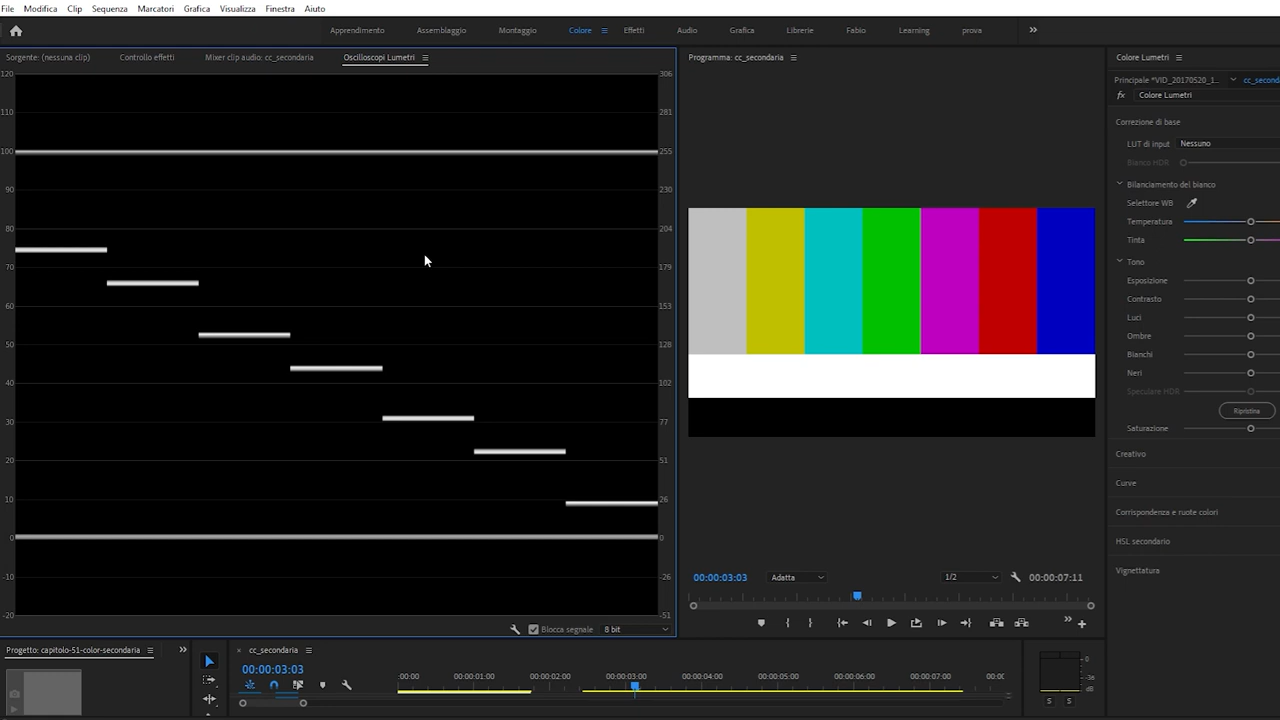 File Modifica Clip Sequenza Marcatori Grafica Visualizza Finestra Aiuto
Apprendimento Assemblaggio Montaggio Colore Effetti Audio Grafica Librerie Fabio Learning prova
Sorgente: (nessuna clip) Controllo effetti Mixer clip audio: cc_secondaria Oscilloscopi Lumetri
120 306
110 281
100 255
90 230
80 204
70 179
60 153
50 128
40 102
30 77
20 51
10 26
0 0
-10 -26
-20 -51
Blocca segnale 8 bit
Programma: cc_secondaria
00:00:03:03 Adatta 1/2 00:00:07:11
Colore Lumetri
Principale *VID_20170520_1... cc_second
fx Colore Lumetri
Correzione di base
LUT di input Nessuno
Bianco HDR
Bilanciamento del bianco
Selettore WB
Temperatura
Tinta
Tono
Esposizione
Contrasto
Luci
Ombre
Bianchi
Neri
Speculare HDR
Ripristina
Saturazione
Creativo
Curve
Corrispondenza e ruote colori
HSL secondario
Vignettatura
Progetto: capitolo-51-color-secondaria
× cc_secondaria
00:00:03:03
:00:00 00:00:01:00 00:00:02:00 00:00:03:00 00:00:04:00 00:00:05:00 00:00:06:00 00:00:07:00 00:0
0
-36
dB
S S